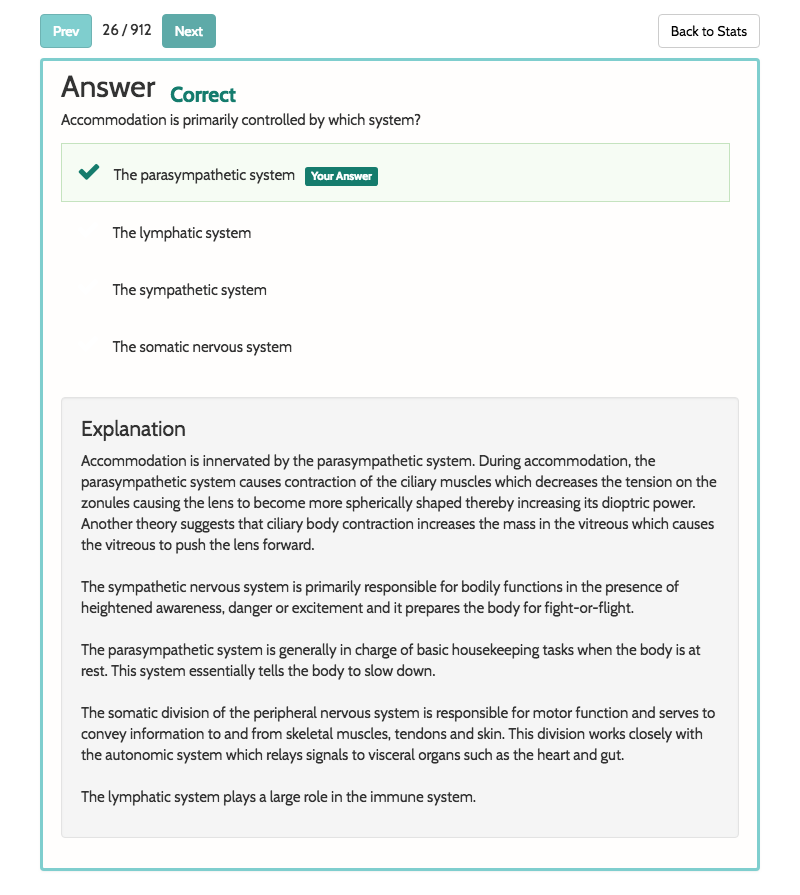 Prev 26 / 912 Next Back to Stats
Answer Correct
Accommodation is primarily controlled by which system?
The parasympathetic system Your Answer
The lymphatic system
The sympathetic system
The somatic nervous system
Explanation
Accommodation is innervated by the parasympathetic system. During accommodation, the
parasympathetic system causes contraction of the ciliary muscles which decreases the tension on the
zonules causing the lens to become more spherically shaped thereby increasing its dioptric power.
Another theory suggests that ciliary body contraction increases the mass in the vitreous which causes
the vitreous to push the lens forward.
The sympathetic nervous system is primarily responsible for bodily functions in the presence of
heightened awareness, danger or excitement and it prepares the body for fight-or-flight.
The parasympathetic system is generally in charge of basic housekeeping tasks when the body is at
rest. This system essentially tells the body to slow down.
The somatic division of the peripheral nervous system is responsible for motor function and serves to
convey information to and from skeletal muscles, tendons and skin. This division works closely with
the autonomic system which relays signals to visceral organs such as the heart and gut.
The lymphatic system plays a large role in the immune system.